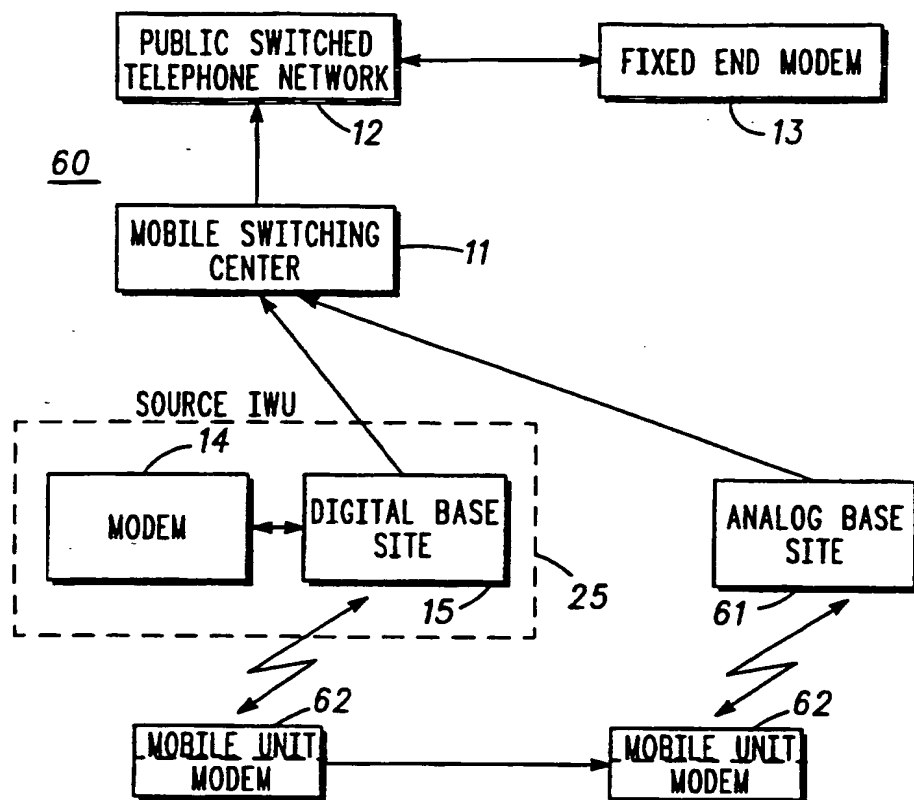 PUBLIC SWITCHED
TELEPHONE NETWORK
12
FIXED END MODEM
13
60
MOBILE SWITCHING
CENTER
11
SOURCE IWU
14
MODEM
DIGITAL BASE
SITE
15
25
ANALOG BASE
SITE
61
62
MOBILE UNIT
MODEM
62
MOBILE UNIT
MODEM